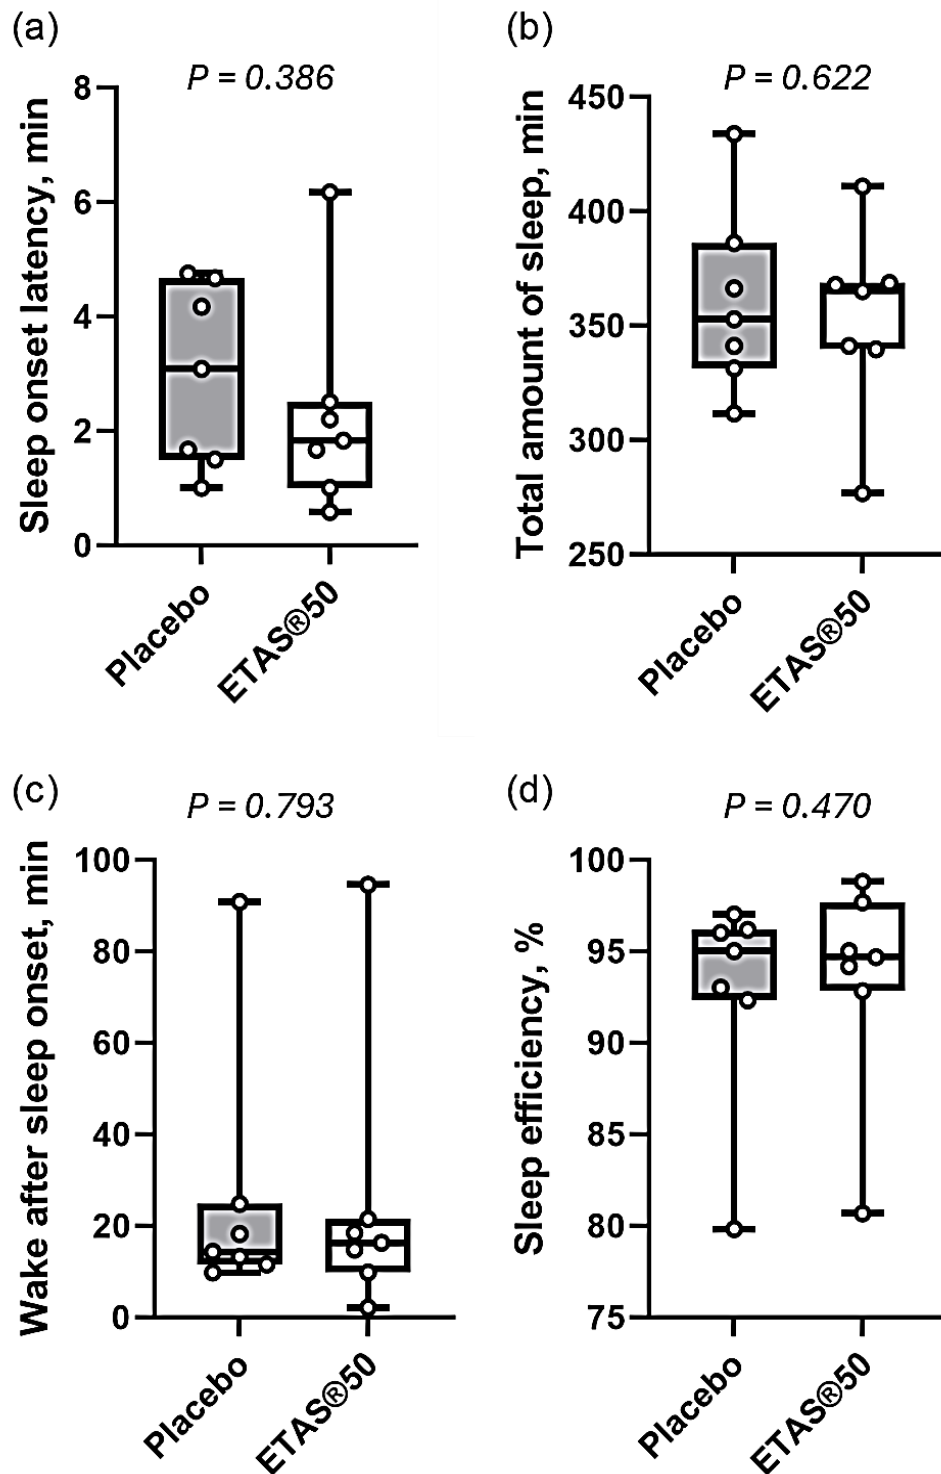 (a)
P = 0.386
Sleep onset latency, min
8
6
4
2
0
Placebo
ETAS®50
(b)
P = 0.622
Total amount of sleep, min
450
400
350
300
250
Placebo
ETAS®50
(c)
P = 0.793
Wake after sleep onset, min
100
80
60
40
20
0
Placebo
ETAS®50
(d)
P = 0.470
Sleep efficiency, %
100
95
90
85
80
75
Placebo
ETAS®50